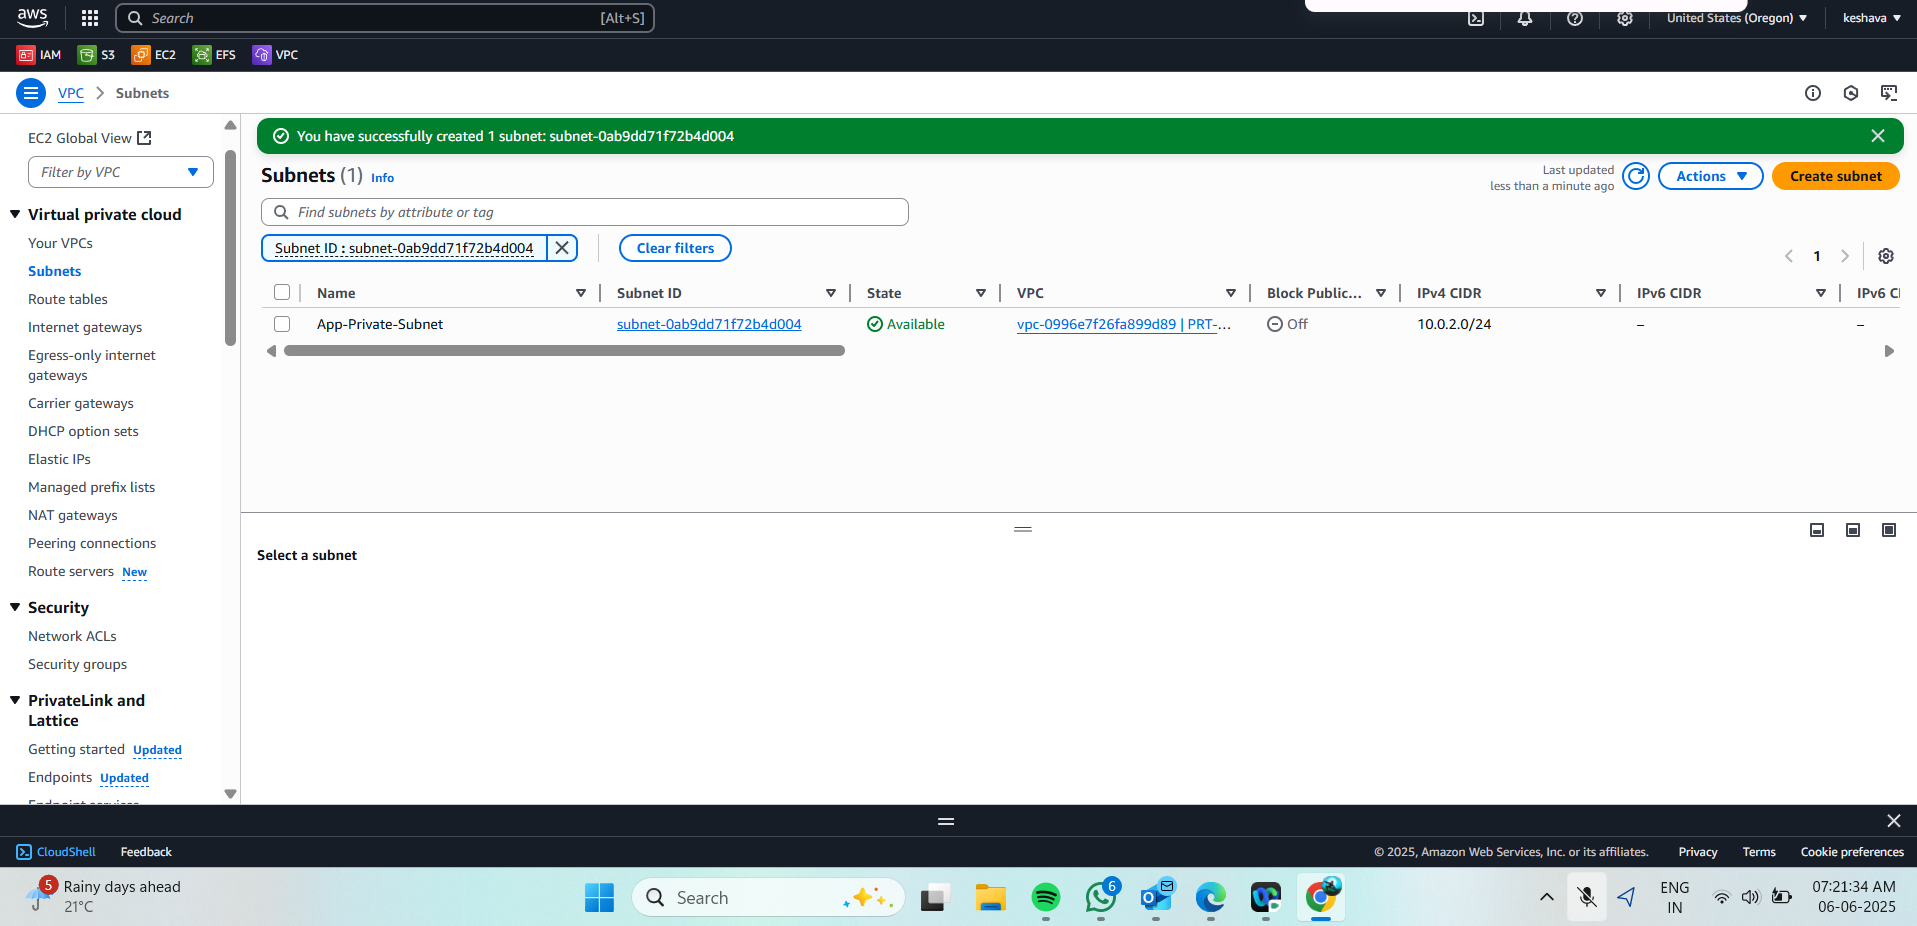 aws
Search [Alt+S]
United States (Oregon)
keshava
IAM S3 EC2 EFS VPC
VPC Subnets
EC2 Global View
Filter by VPC
Virtual private cloud
Your VPCs
Subnets
Route tables
Internet gateways
Egress-only internet
gateways
Carrier gateways
DHCP option sets
Elastic IPs
Managed prefix lists
NAT gateways
Peering connections
Route servers New
Security
Network ACLs
Security groups
PrivateLink and
Lattice
Getting started Updated
Endpoints Updated
Endpoint services
You have successfully created 1 subnet: subnet-0ab9dd71f72b4d004
Subnets (1) Info
Last updated
less than a minute ago
Actions
Create subnet
Find subnets by attribute or tag
Subnet ID : subnet-0ab9dd71f72b4d004
Clear filters
1
Name Subnet ID State VPC Block Public... IPv4 CIDR IPv6 CIDR IPv6 CI
App-Private-Subnet subnet-0ab9dd71f72b4d004 Available vpc-0996e7f26fa899d89 | PRT-... Off 10.0.2.0/24 – –
Select a subnet
CloudShell Feedback
© 2025, Amazon Web Services, Inc. or its affiliates. Privacy Terms Cookie preferences
5
Rainy days ahead
21°C
Search
6
ENG
IN
07:21:34 AM
06-06-2025